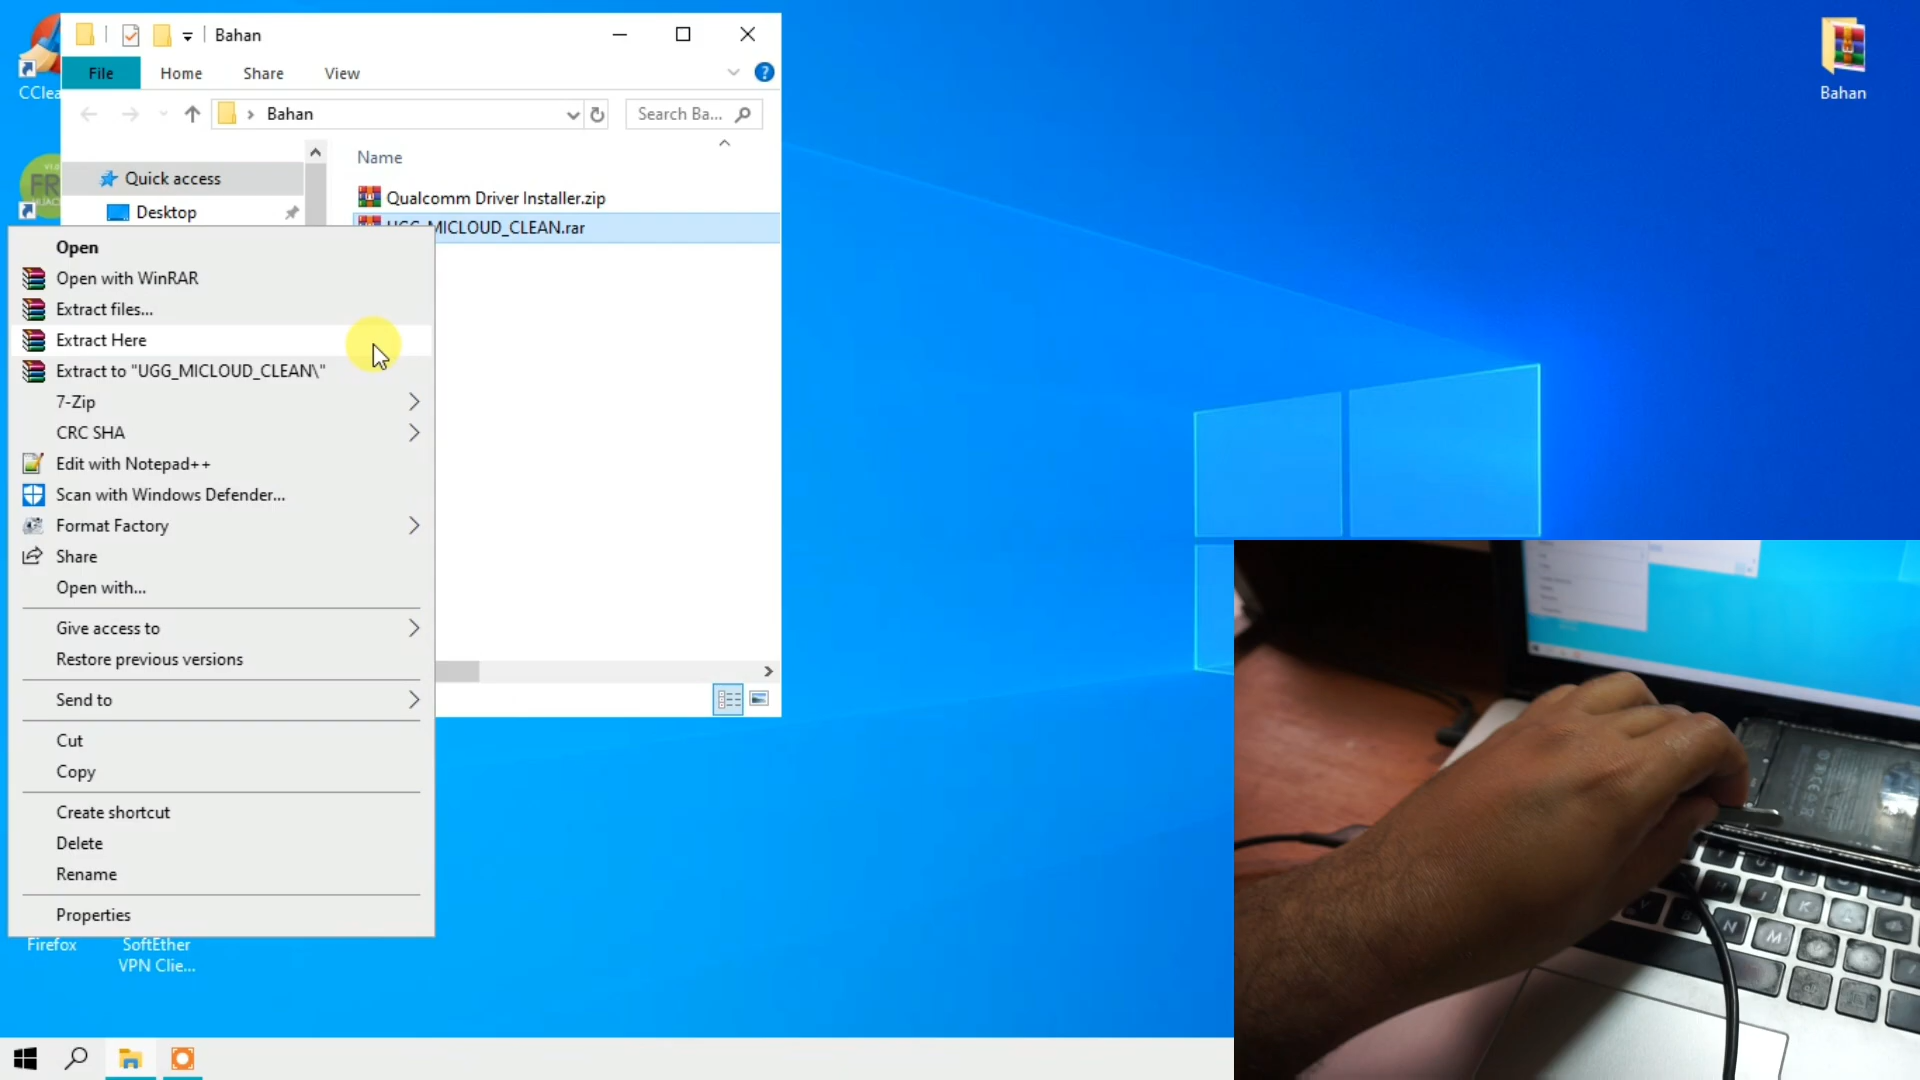 Bahan
File Home Share View
Bahan
Search Ba...
Name
Quick access
Desktop
Qualcomm Driver Installer.zip
UGG_MICLOUD_CLEAN.rar
Open
Open with WinRAR
Extract files...
Extract Here
Extract to "UGG_MICLOUD_CLEAN\"
7-Zip
CRC SHA
Edit with Notepad++
Scan with Windows Defender...
Format Factory
Share
Open with...
Give access to
Restore previous versions
Send to
Cut
Copy
Create shortcut
Delete
Rename
Properties
CClea
FR
Firefox
SoftEther
VPN Clie...
Bahan